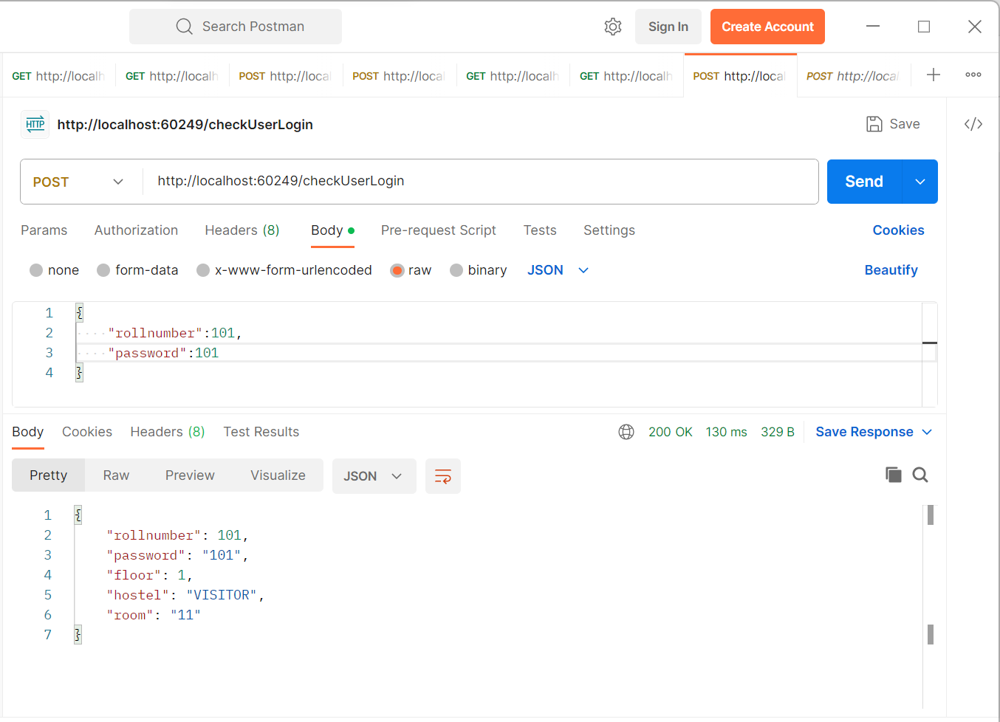 Search Postman
Sign In
Create Account
GET http://localh
GET http://localh
POST http://loca
POST http://loca
GET http://localh
GET http://localh
POST http://loca
POST http://loca
HTTP http://localhost:60249/checkUserLogin
Save
</>
POST http://localhost:60249/checkUserLogin
Send
Params Authorization Headers (8) Body Pre-request Script Tests Settings Cookies
none form-data x-www-form-urlencoded raw binary JSON Beautify
1 {
2 "rollnumber":101,
3 "password":101
4 }
Body Cookies Headers (8) Test Results 200 OK 130 ms 329 B Save Response
Pretty Raw Preview Visualize JSON
1 {
2 "rollnumber": 101,
3 "password": "101",
4 "floor": 1,
5 "hostel": "VISITOR",
6 "room": "11"
7 }